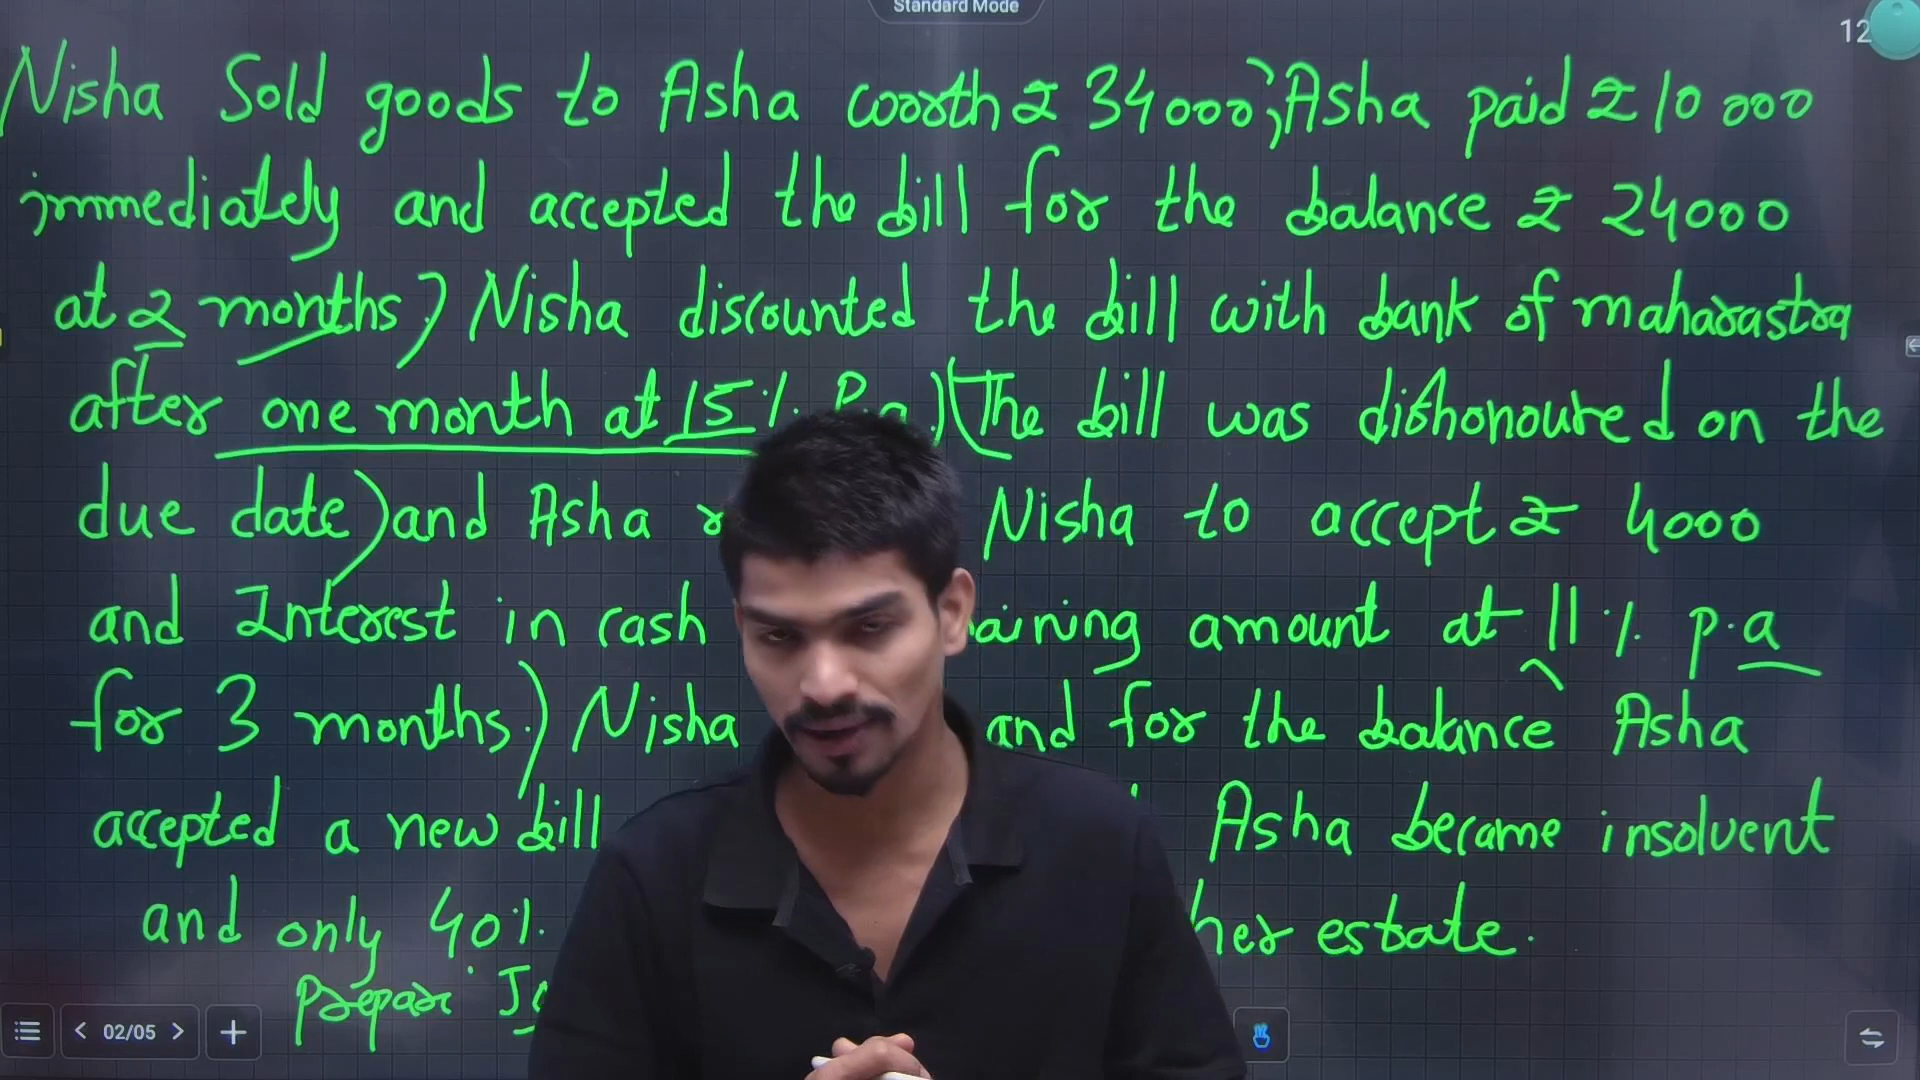 Standard Mode
12
Nisha Sold goods to Asha worth ₹ 34000; Asha paid ₹ 10000
immediately and accepted the bill for the balance ₹ 24000
at 2 months) Nisha discounted the bill with bank of maharastra
after one month at 15% P.a.) (The bill was dishonoured on the
due date) and Asha Nisha to accept ₹ 4000
and Interest in cash amount at 11% p.a
for 3 months.) Nisha and for the balance Asha
accepted a new bill Asha became insolvent
and only 40% her estate.
prepare
02/05